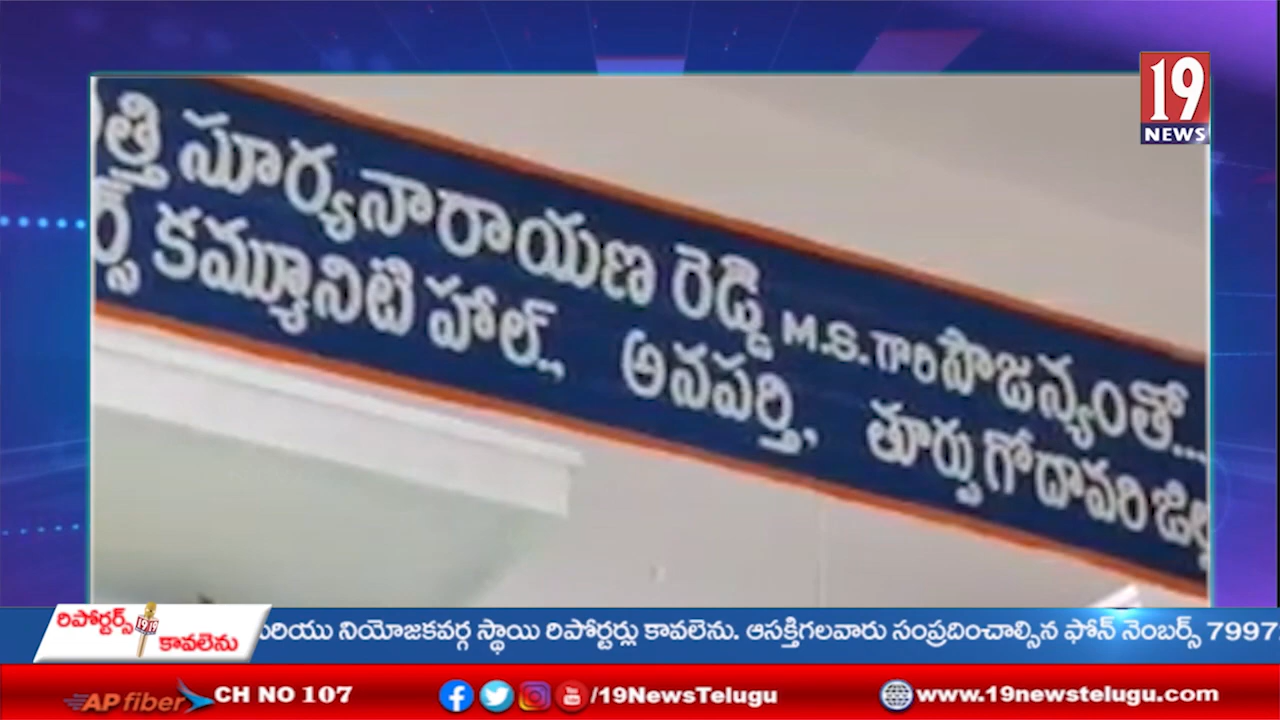 19
NEWS
త్తి సూర్యనారాయణ రెడ్డి M.S. గారి సౌజన్యంతో...
ర్స్ కమ్యూనిటి హాల్., అనపర్తి, తూర్పు గోదావరి
రిపోర్టర్స్
కావలెను
నియోజకవర్గ స్థాయి రిపోర్టర్లు కావలెను. ఆసక్తిగలవారు సంప్రదించాల్సిన ఫోన్ నెంబర్స్ 7997
AP fiber CH NO 107 /19NewsTelugu www.19newstelugu.com